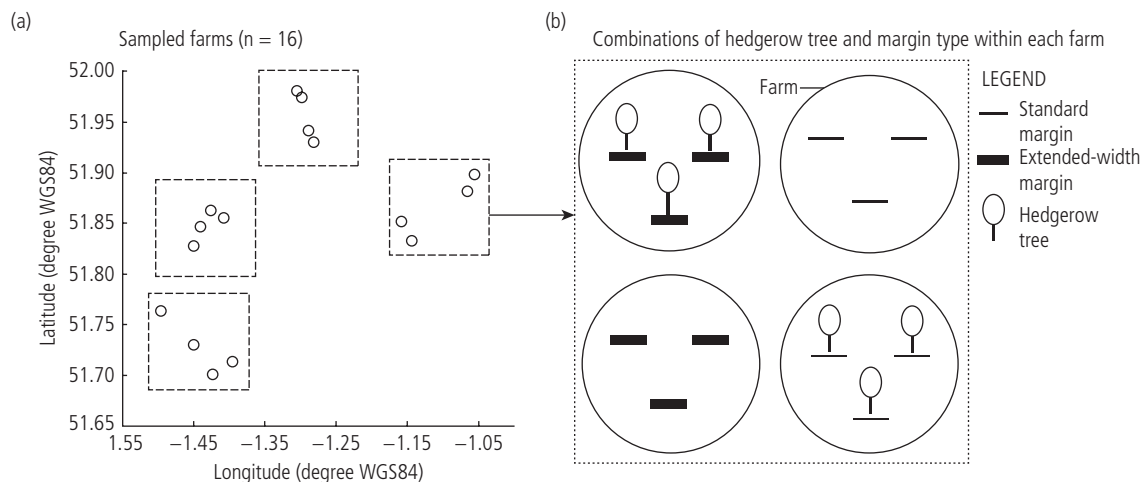 (a)
Sampled farms (n = 16)
52.00
51.95
51.90
51.85
51.80
51.75
51.70
51.65
Latitude (degree WGS84)
1.55 −1.45 −1.35 −1.25 −1.15 −1.05
Longitude (degree WGS84)
(b)
Combinations of hedgerow tree and margin type within each farm
Farm
LEGEND
Standard
margin
Extended-width
margin
Hedgerow
tree